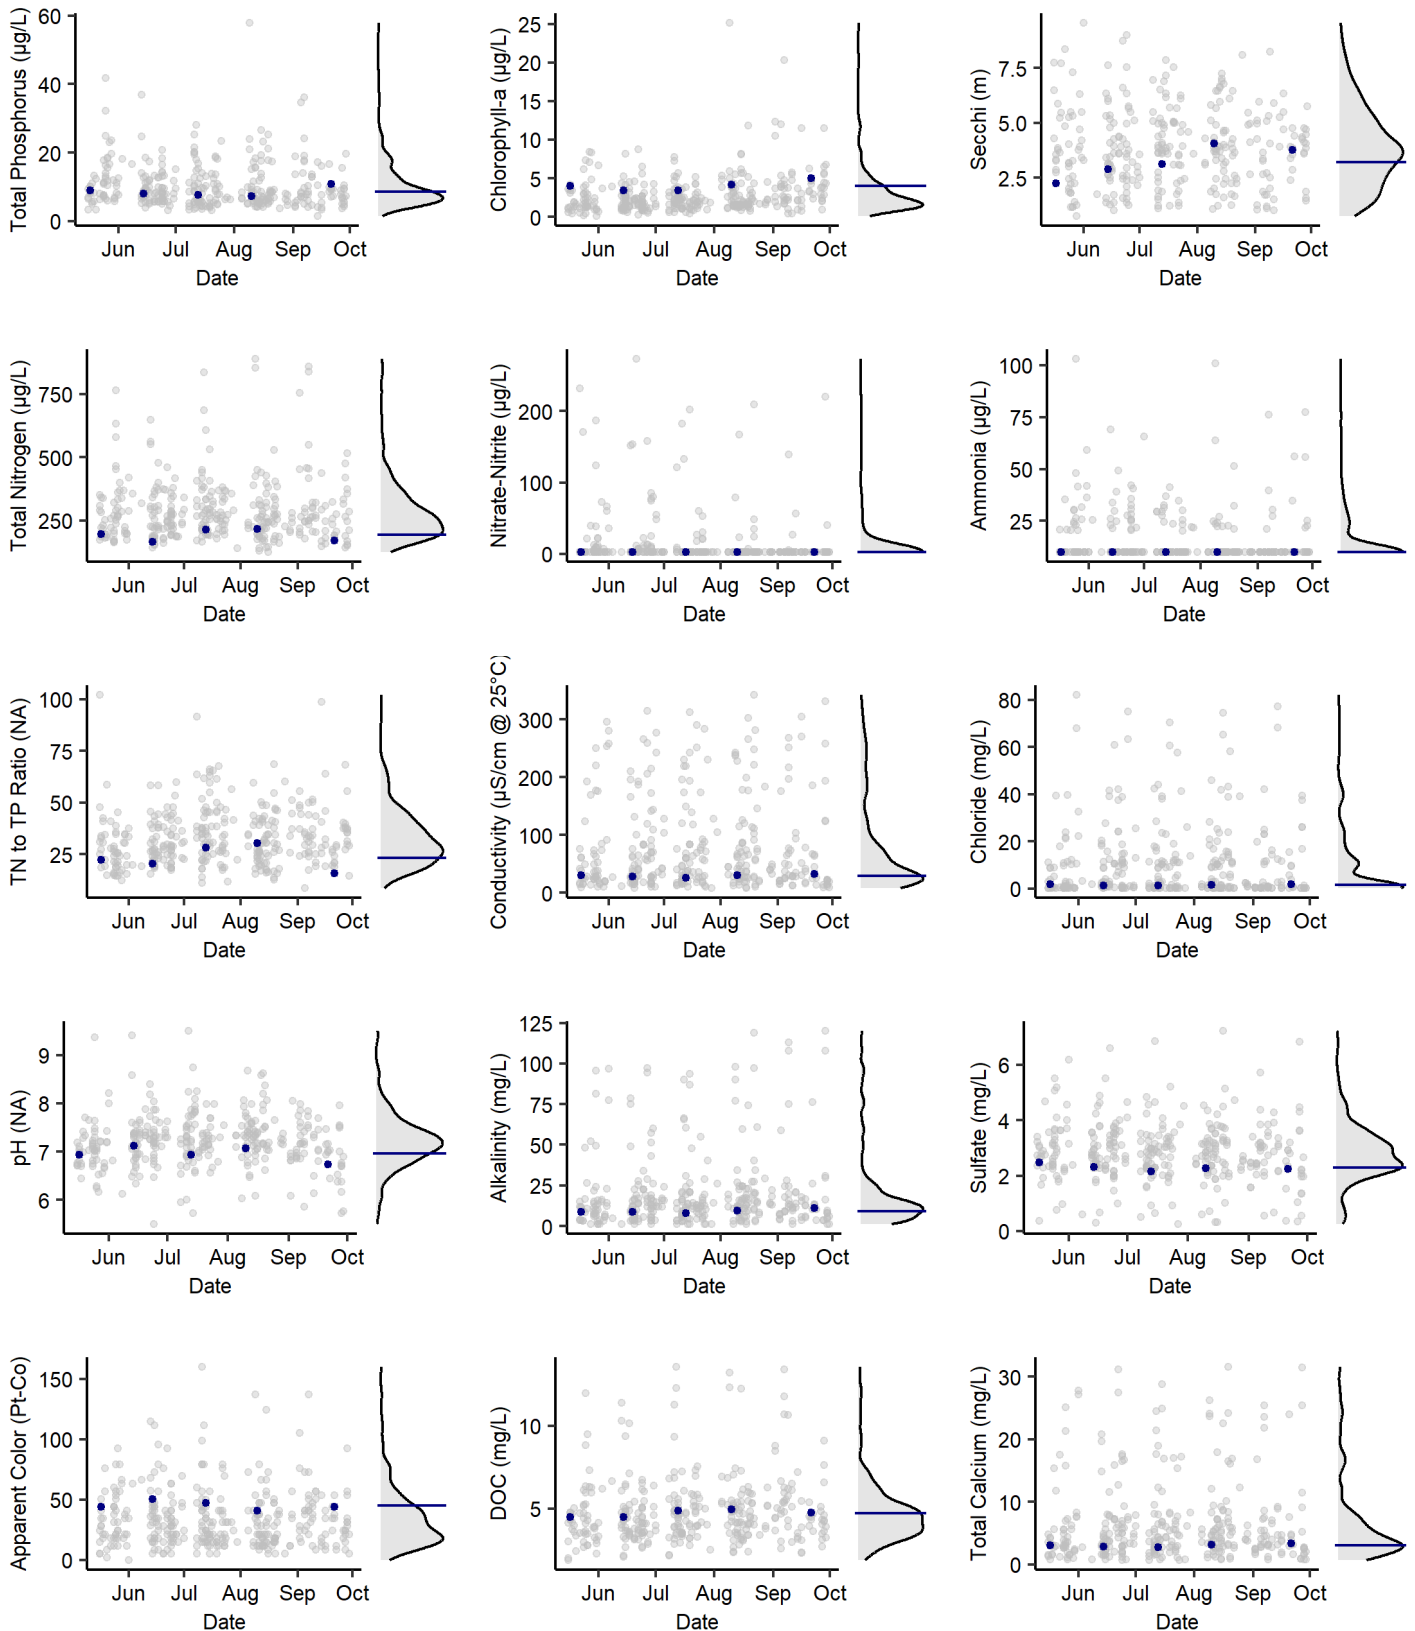 Total Phosphorus (µg/L)
60
40
20
0
Jun Jul Aug Sep Oct
Date
Chlorophyll-a (µg/L)
25
20
15
10
5
0
Jun Jul Aug Sep Oct
Date
Secchi (m)
7.5
5.0
2.5
Jun Jul Aug Sep Oct
Date
Total Nitrogen (µg/L)
750
500
250
Jun Jul Aug Sep Oct
Date
Nitrate-Nitrite (µg/L)
200
100
0
Jun Jul Aug Sep Oct
Date
Ammonia (µg/L)
100
75
50
25
Jun Jul Aug Sep Oct
Date
TN to TP Ratio (NA)
100
75
50
25
Jun Jul Aug Sep Oct
Date
Conductivity (µS/cm @ 25°C)
300
200
100
0
Jun Jul Aug Sep Oct
Date
Chloride (mg/L)
80
60
40
20
0
Jun Jul Aug Sep Oct
Date
pH (NA)
9
8
7
6
Jun Jul Aug Sep Oct
Date
Alkalinity (mg/L)
125
100
75
50
25
0
Jun Jul Aug Sep Oct
Date
Sulfate (mg/L)
6
4
2
0
Jun Jul Aug Sep Oct
Date
Apparent Color (Pt-Co)
150
100
50
0
Jun Jul Aug Sep Oct
Date
DOC (mg/L)
10
5
Jun Jul Aug Sep Oct
Date
Total Calcium (mg/L)
30
20
10
0
Jun Jul Aug Sep Oct
Date